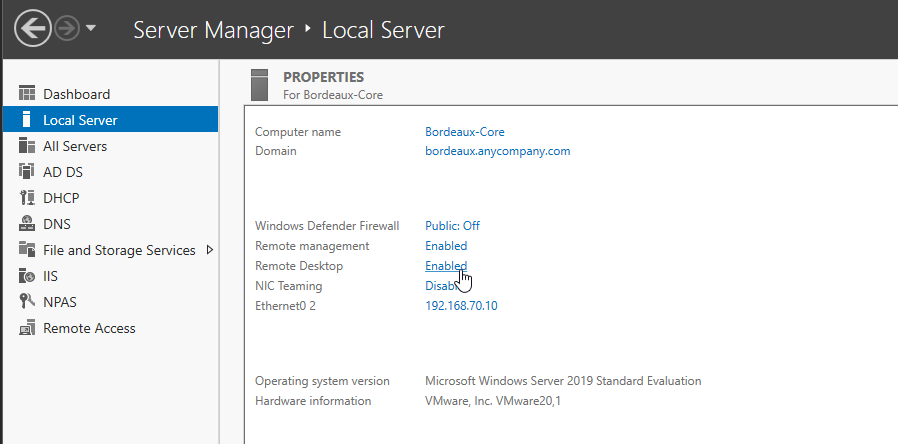 Server Manager ‣ Local Server
Dashboard
Local Server
All Servers
AD DS
DHCP
DNS
File and Storage Services
IIS
NPAS
Remote Access
PROPERTIES
For Bordeaux-Core
Computer name Bordeaux-Core
Domain bordeaux.anycompany.com
Windows Defender Firewall Public: Off
Remote management Enabled
Remote Desktop Enabled
NIC Teaming
Ethernet0 2 192.168.70.10
Operating system version Microsoft Windows Server 2019 Standard Evaluation
Hardware information VMware, Inc. VMware20,1